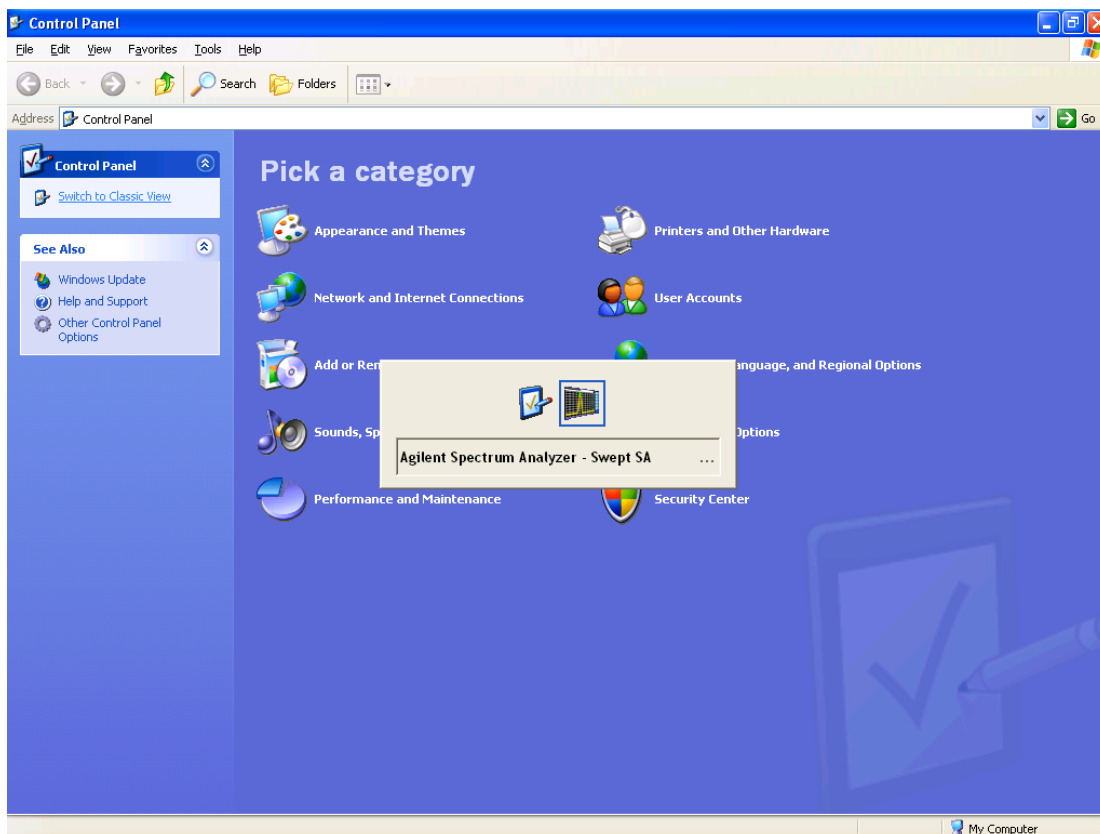 Control Panel
File Edit View Favorites Tools Help
Back Search Folders
Address Control Panel Go
Control Panel
Switch to Classic View
See Also
Windows Update
Help and Support
Other Control Panel
Options
Pick a category
Appearance and Themes
Printers and Other Hardware
Network and Internet Connections
User Accounts
Add or
anguage, and Regional Options
Sounds,
Options
Performance and Maintenance
Security Center
Agilent Spectrum Analyzer - Swept SA ...
My Computer